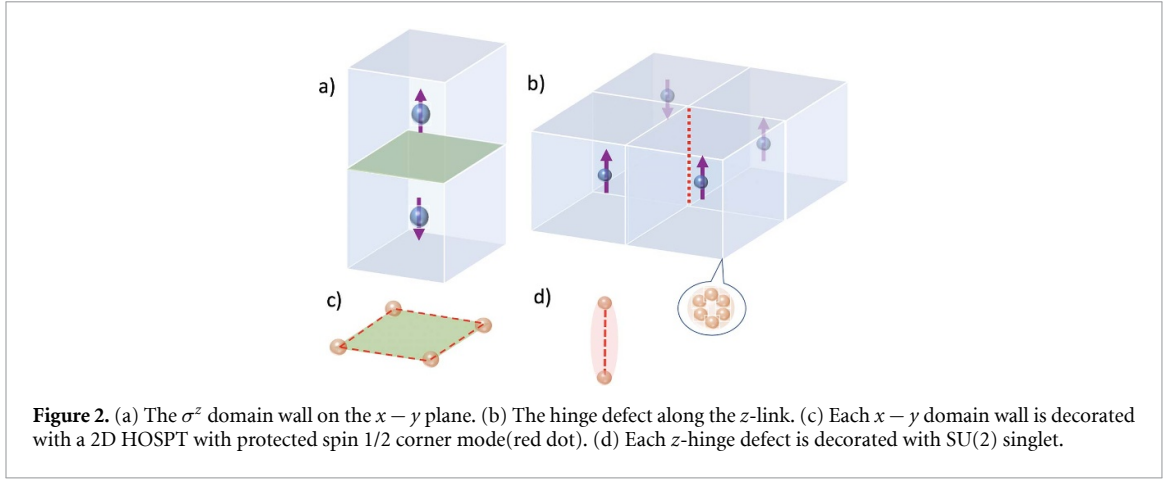 a)
b)
c)
d)
Figure 2. (a) The σᶻ domain wall on the x − y plane. (b) The hinge defect along the z-link. (c) Each x − y domain wall is decorated
with a 2D HOSPT with protected spin 1/2 corner mode(red dot). (d) Each z-hinge defect is decorated with SU(2) singlet.